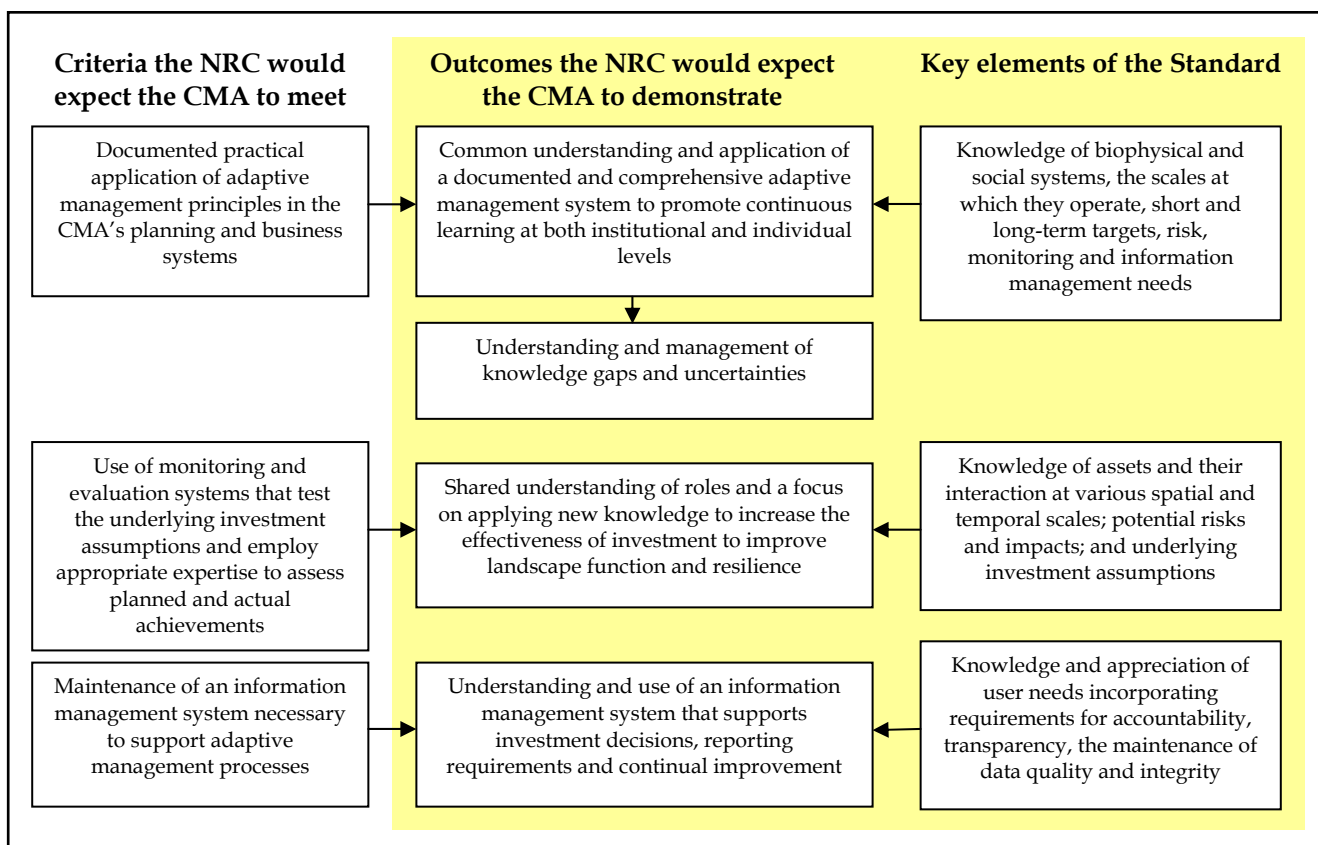 Criteria the NRC would
expect the CMA to meet
Outcomes the NRC would expect
the CMA to demonstrate
Key elements of the Standard
Documented practical
application of adaptive
management principles in the
CMA's planning and business
systems
Common understanding and application of
a documented and comprehensive adaptive
management system to promote continuous
learning at both institutional and individual
levels
Knowledge of biophysical and
social systems, the scales at
which they operate, short and
long-term targets, risk,
monitoring and information
management needs
Understanding and management of
knowledge gaps and uncertainties
Use of monitoring and
evaluation systems that test
the underlying investment
assumptions and employ
appropriate expertise to assess
planned and actual
achievements
Shared understanding of roles and a focus
on applying new knowledge to increase the
effectiveness of investment to improve
landscape function and resilience
Knowledge of assets and their
interaction at various spatial and
temporal scales; potential risks
and impacts; and underlying
investment assumptions
Maintenance of an information
management system necessary
to support adaptive
management processes
Understanding and use of an information
management system that supports
investment decisions, reporting
requirements and continual improvement
Knowledge and appreciation of
user needs incorporating
requirements for accountability,
transparency, the maintenance of
data quality and integrity